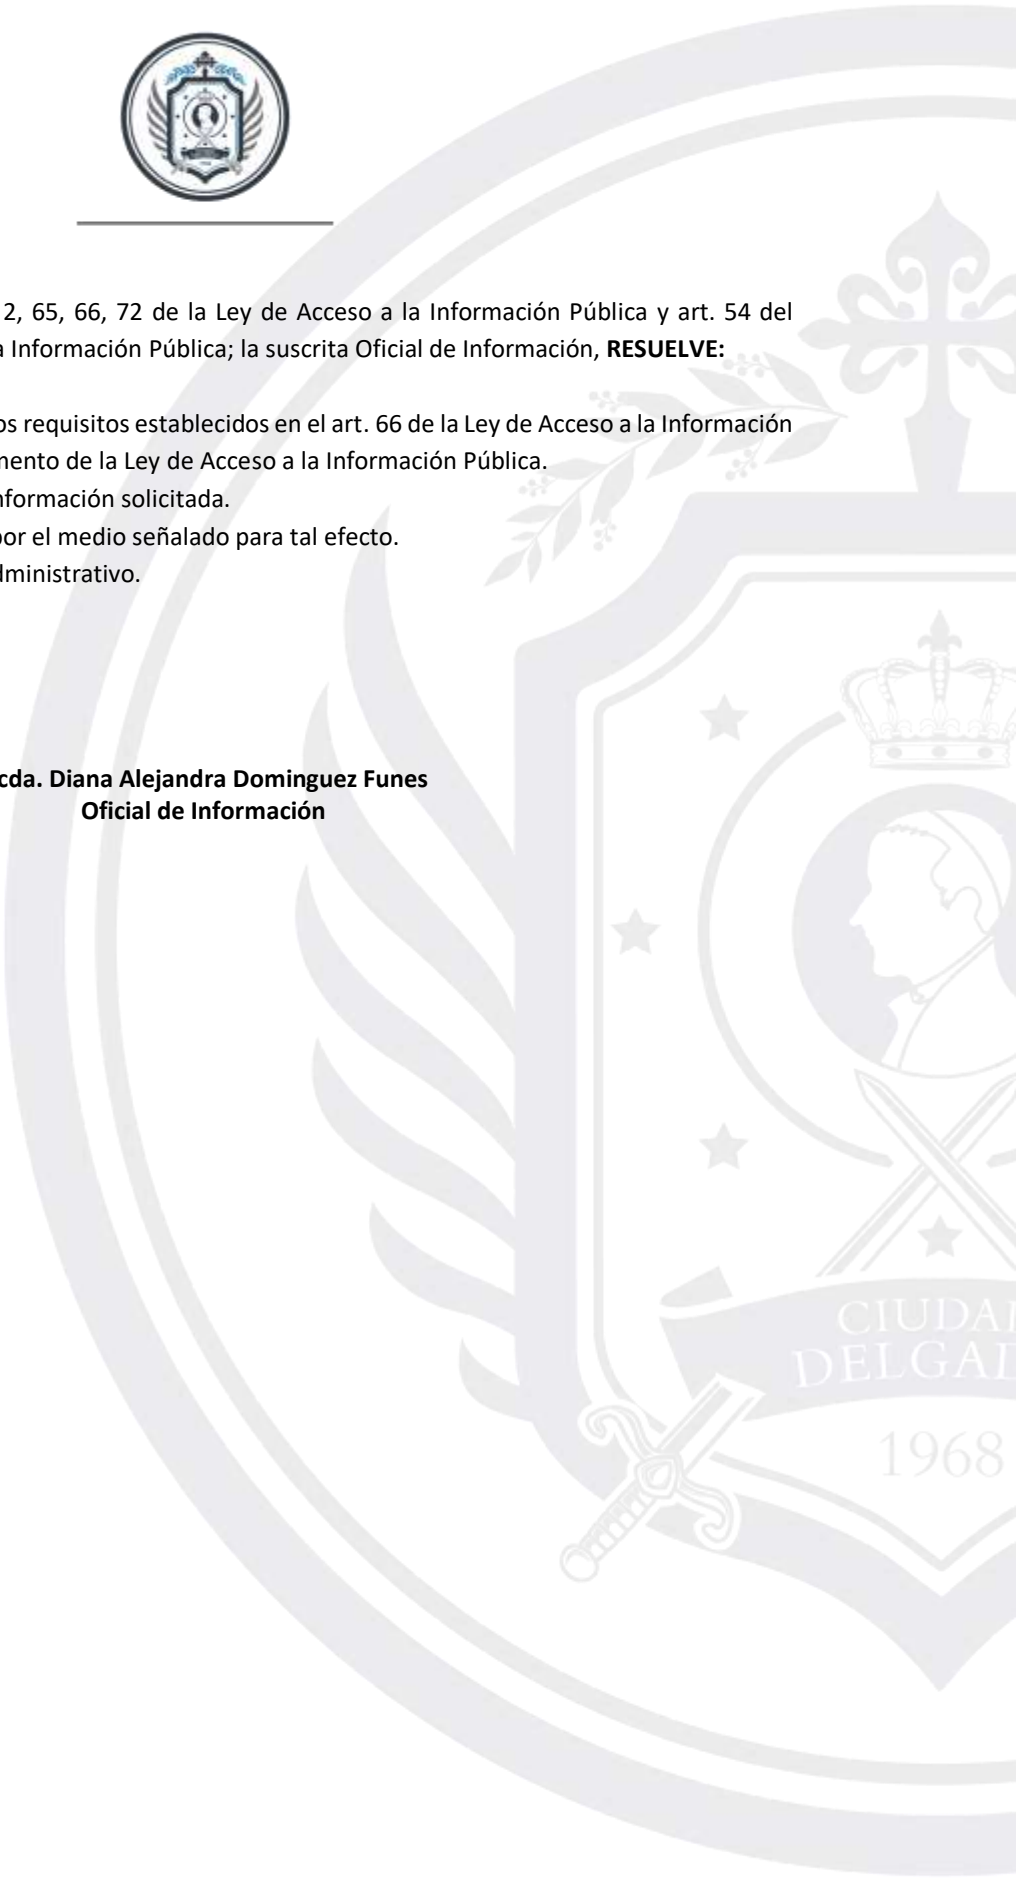 2, 65, 66, 72 de la Ley de Acceso a la Información Pública y art. 54 del
a Información Pública; la suscrita Oficial de Información, RESUELVE:
os requisitos establecidos en el art. 66 de la Ley de Acceso a la Información
mento de la Ley de Acceso a la Información Pública.
nformación solicitada.
por el medio señalado para tal efecto.
dministrativo.
cda. Diana Alejandra Dominguez Funes
Oficial de Información
CIUDAD
DELGAD
1968